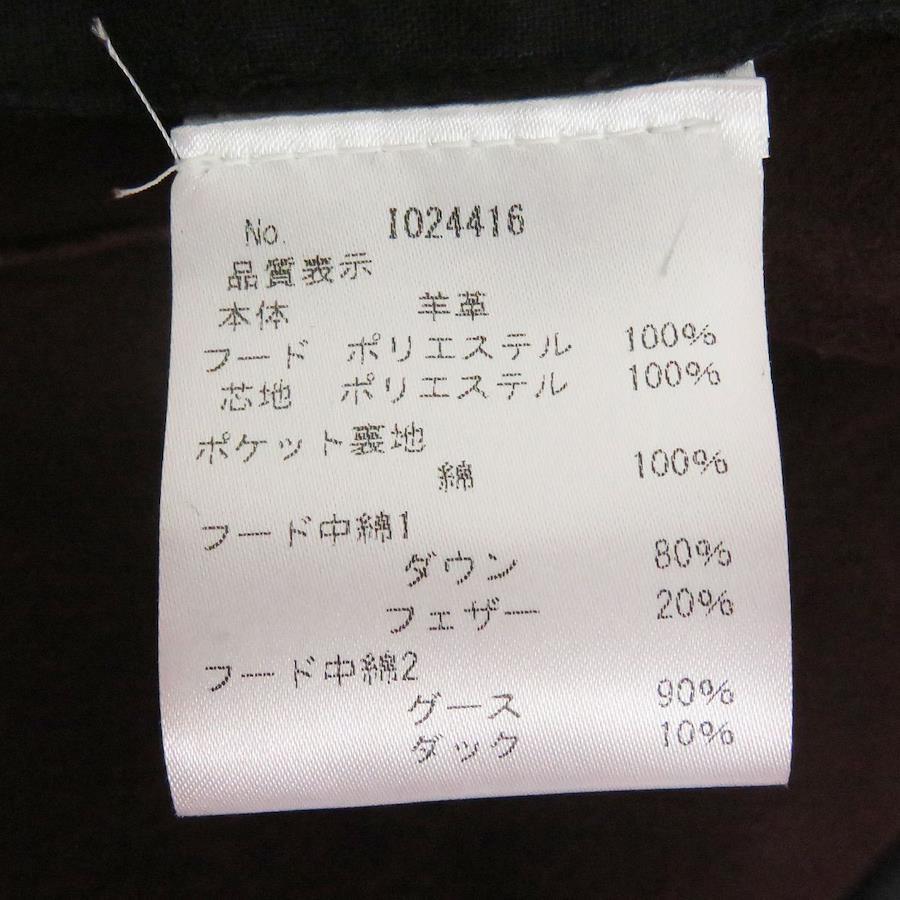 No. I024416
品質表示
本体 羊革
フード ポリエステル 100%
芯地 ポリエステル 100%
ポケット裏地
綿 100%
フード中綿1
ダウン 80%
フェザー 20%
フード中綿2
グース 90%
ダック 10%